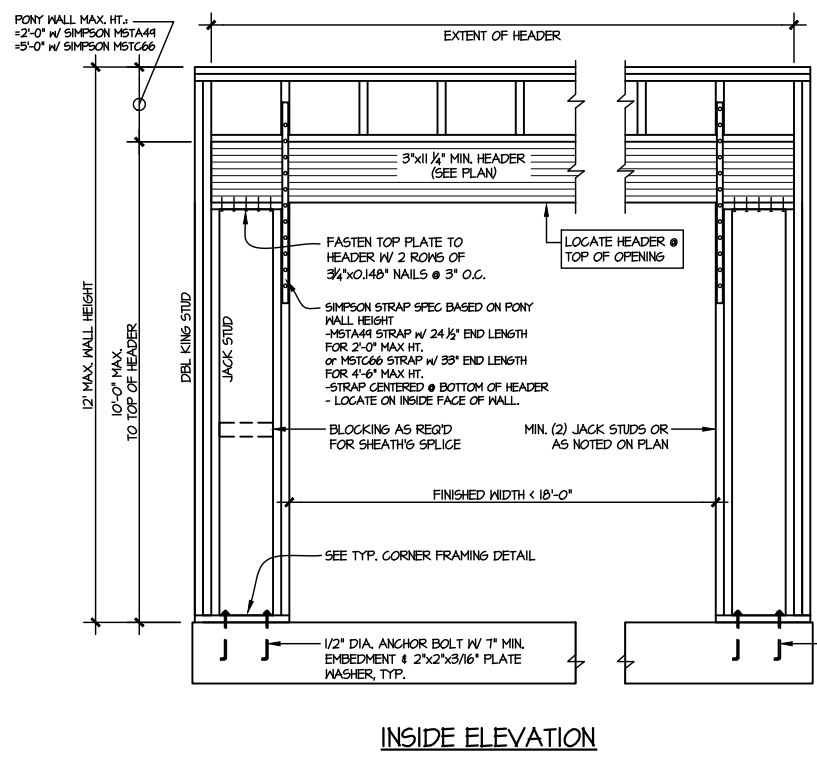 PONY WALL MAX. HT.:
=2'-0" W/ SIMPSON MSTA49
=5'-0" W/ SIMPSON MSTC66
EXTENT OF HEADER
3"x11 1/4" MIN. HEADER
(SEE PLAN)
FASTEN TOP PLATE TO
HEADER W/ 2 ROWS OF
3 1/4"x0.148" NAILS @ 3" O.C.
LOCATE HEADER @
TOP OF OPENING
SIMPSON STRAP SPEC BASED ON PONY
WALL HEIGHT
-MSTA49 STRAP W/ 24 1/2" END LENGTH
FOR 2'-0" MAX HT.
or MSTC66 STRAP W/ 33" END LENGTH
FOR 4'-6" MAX HT.
-STRAP CENTERED @ BOTTOM OF HEADER
- LOCATE ON INSIDE FACE OF WALL.
12' MAX. WALL HEIGHT
10'-0" MAX.
TO TOP OF HEADER
DBL KING STUD
JACK STUD
BLOCKING AS REQ'D
FOR SHEATH'G SPLICE
MIN. (2) JACK STUDS OR
AS NOTED ON PLAN
FINISHED WIDTH < 18'-0"
SEE TYP. CORNER FRAMING DETAIL
1/2" DIA. ANCHOR BOLT W/ 7" MIN.
EMBEDMENT & 2"x2"x3/16" PLATE
WASHER, TYP.
INSIDE ELEVATION